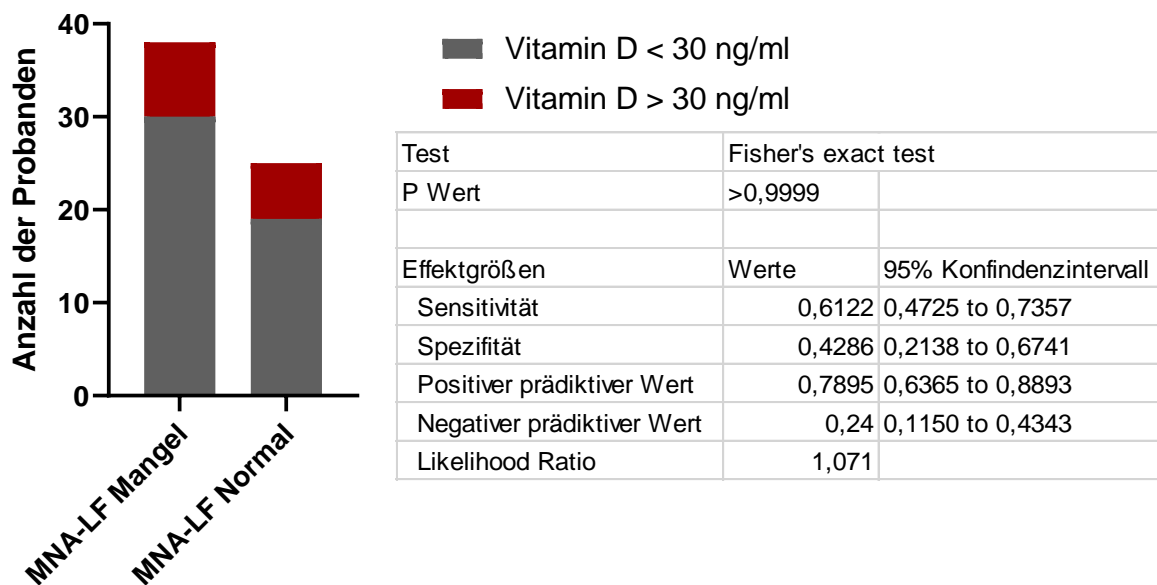 Anzahl der Probanden
40
30
20
10
0
MNA-LF Mangel
MNA-LF Normal
Vitamin D < 30 ng/ml
Vitamin D > 30 ng/ml
Test Fisher's exact test
P Wert >0,9999
Effektgrößen Werte 95% Konfindenzintervall
Sensitivität 0,6122 0,4725 to 0,7357
Spezifität 0,4286 0,2138 to 0,6741
Positiver prädiktiver Wert 0,7895 0,6365 to 0,8893
Negativer prädiktiver Wert 0,24 0,1150 to 0,4343
Likelihood Ratio 1,071